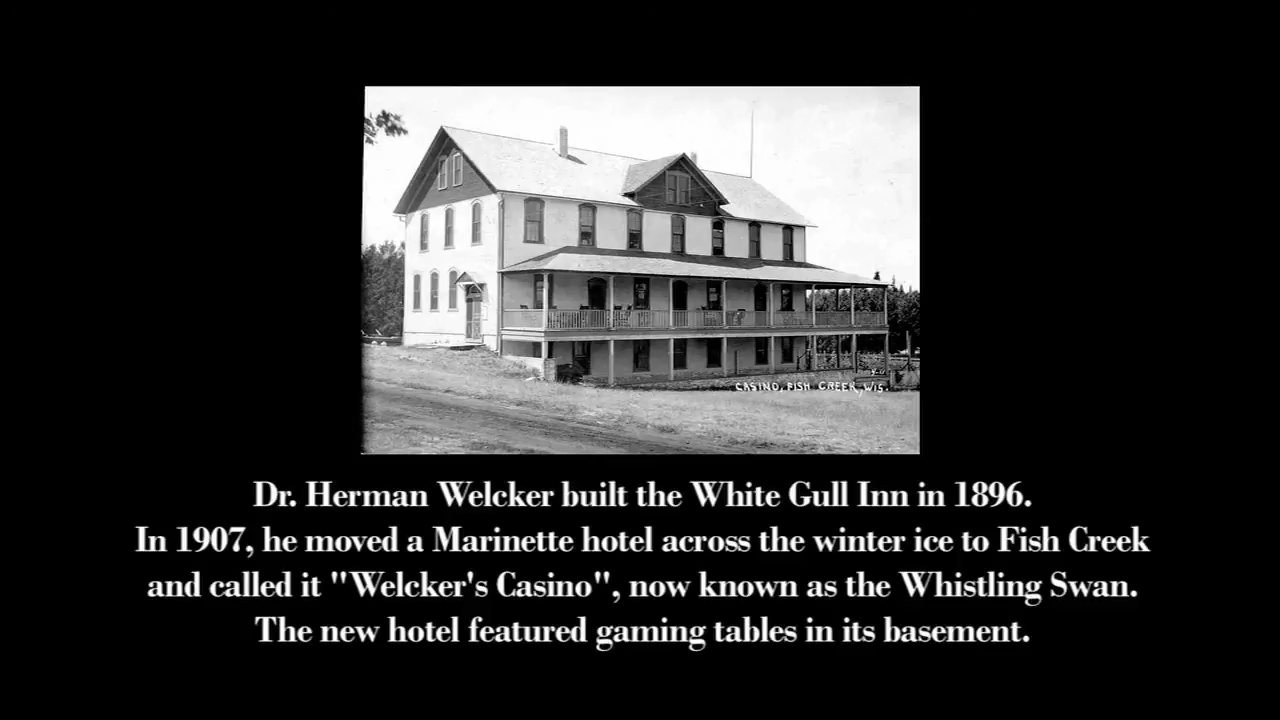 CASINO, FISH CREEK, WIS.
Dr. Herman Welcker built the White Gull Inn in 1896.
In 1907, he moved a Marinette hotel across the winter ice to Fish Creek
and called it "Welcker's Casino", now known as the Whistling Swan.
The new hotel featured gaming tables in its basement.